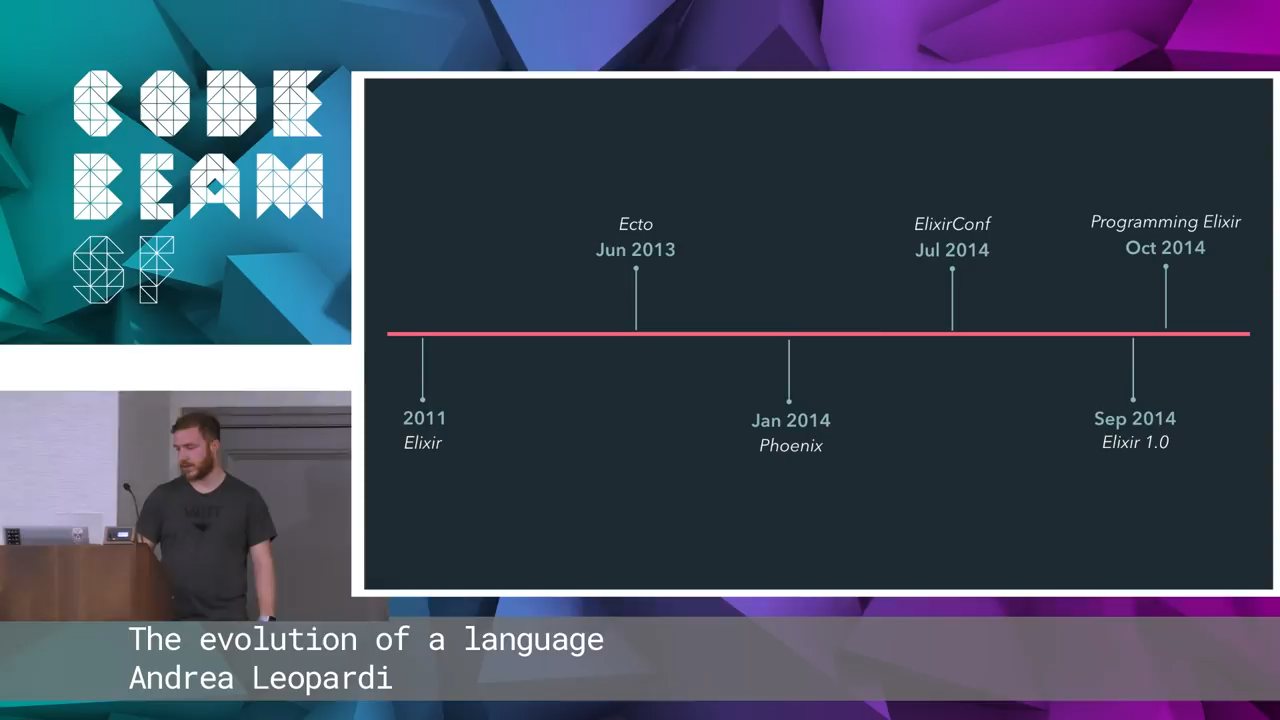 CODE
BEAM
SF
Ecto
Jun 2013
ElixirConf
Jul 2014
Programming Elixir
Oct 2014
2011
Elixir
Jan 2014
Phoenix
Sep 2014
Elixir 1.0
The evolution of a language
Andrea Leopardi